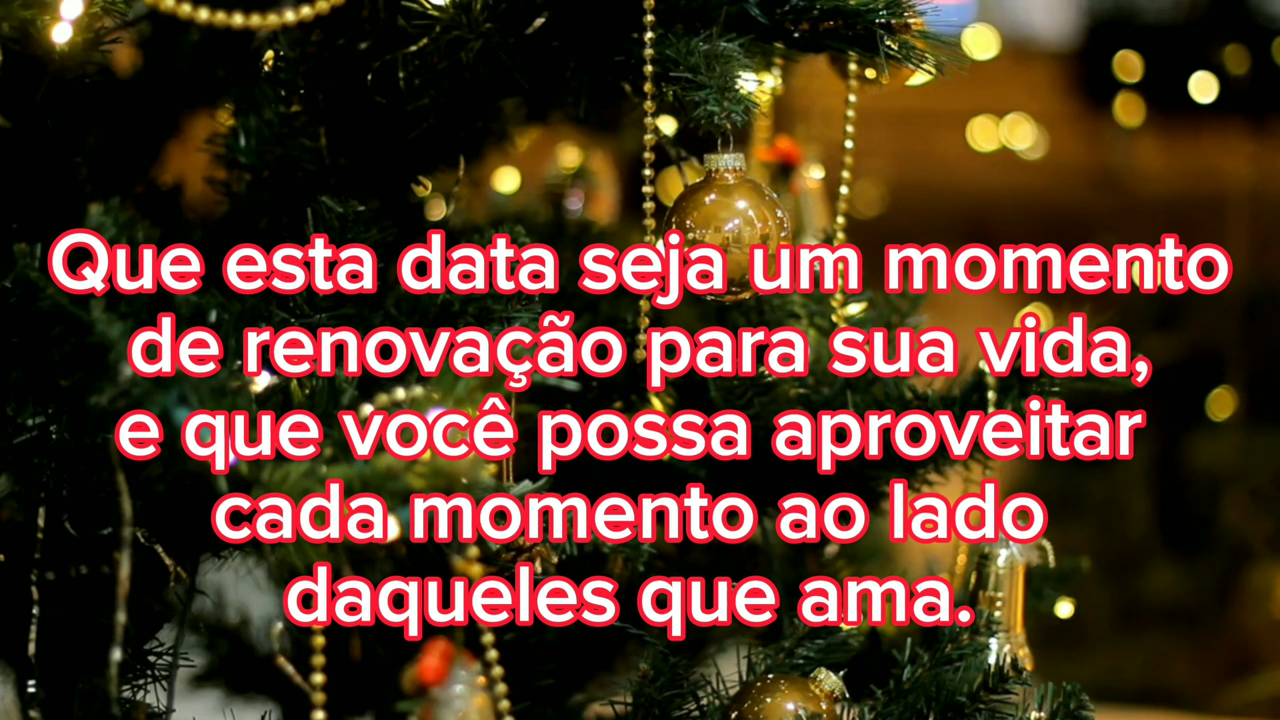 Que esta data seja um momento
de renovação para sua vida,
e que você possa aproveitar
cada momento ao lado
daqueles que ama.